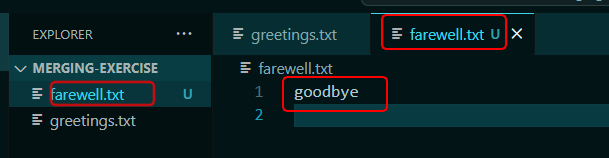 EXPLORER ...
greetings.txt
farewell.txt U
MERGING-EXERCISE
farewell.txt U
greetings.txt
farewell.txt
1 goodbye
2